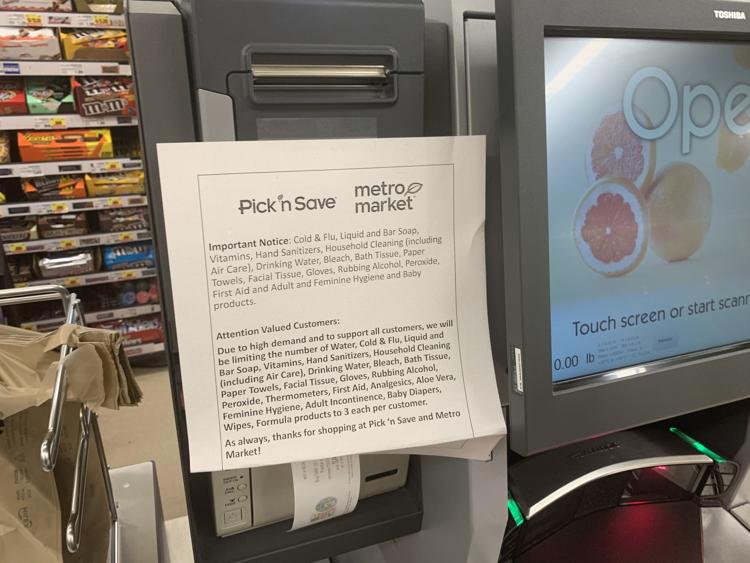 TOSHIBA
Ope
Pick 'n Save metro market
Important Notice: Cold & Flu, Liquid and Bar Soap,
Vitamins, Hand Sanitizers, Household Cleaning (including
Air Care), Drinking Water, Bleach, Bath Tissue, Paper
Towels, Facial Tissue, Gloves, Rubbing Alcohol, Peroxide,
First Aid and Adult and Feminine Hygiene and Baby
products.
Attention Valued Customers:
Due to high demand and to support all customers, we will
be limiting the number of Water, Cold & Flu, Liquid and
Bar Soap, Vitamins, Hand Sanitizers, Household Cleaning
(including Air Care), Drinking Water, Bleach, Bath Tissue,
Paper Towels, Facial Tissue, Gloves, Rubbing Alcohol,
Peroxide, Thermometers, First Aid, Analgesics, Aloe Vera,
Feminine Hygiene, Adult Incontinence, Baby Diapers,
Wipes, Formula products to 3 each per customer.
As always, thanks for shopping at Pick 'n Save and Metro
Market!
Touch screen or start scann
0.00 lb
m&m